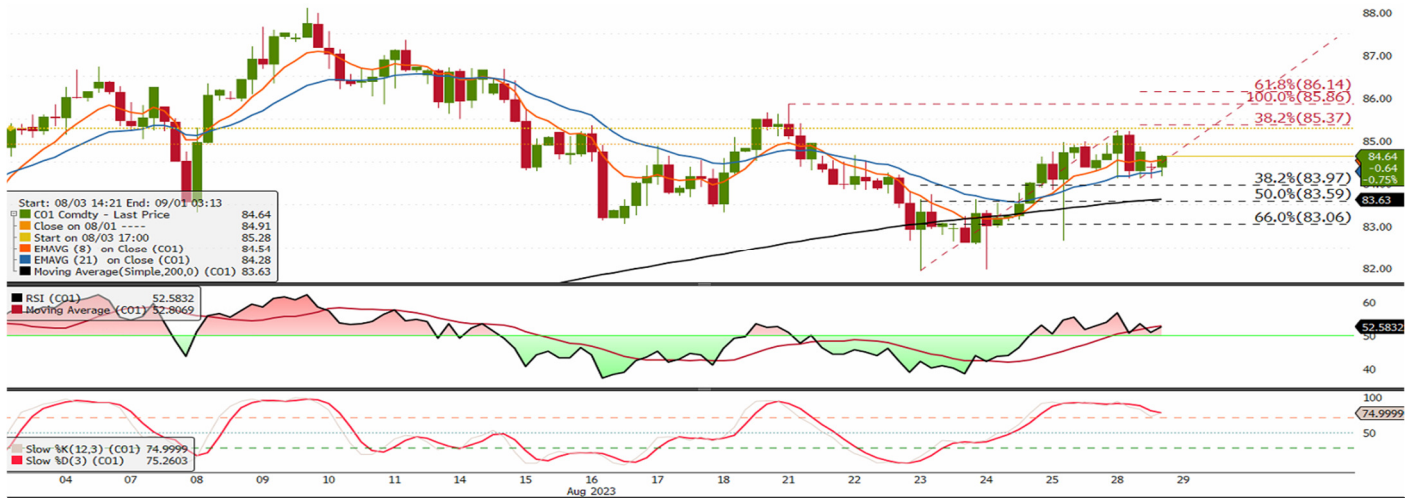 88.00
87.00
61.8%(86.14)
86.00
100.0%(85.86)
38.2%(85.37)
85.00
84.64
-0.64
-0.75%
38.2%(83.97)
50.0%(83.59)
83.63
66.0%(83.06)
83.00
82.00
Start: 08/03 14:21 End: 09/01 03:13
CO1 Comdty - Last Price 84.64
Close on 08/01 ---- 84.91
Start on 08/03 17:00 85.28
EMAVG (8) on Close (CO1) 84.54
EMAVG (21) on Close (CO1) 84.28
Moving Average(Simple,200,0) (CO1) 83.63
RSI (CO1) 52.5832
Moving Average (CO1) 52.8069
60
52.5832
50
40
100
74.9999
50
Slow %K(12,3) (CO1) 74.9999
Slow %D(3) (CO1) 75.2603
04 07 08 09 10 11 14 15 16 17 18 21 22 23 24 25 28 29
Aug 2023